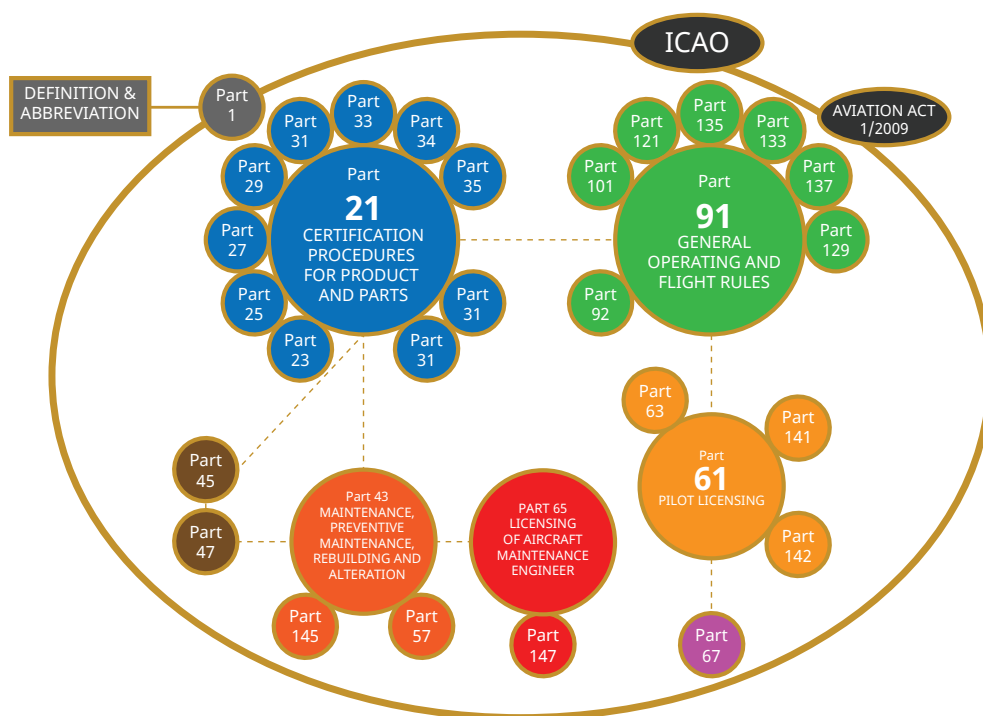 ICAO
DEFINITION &
ABBREVIATION
Part
1
AVIATION ACT
1/2009
Part
33
Part
31
Part
34
Part
29
Part
35
Part
27
Part
25
Part
23
Part
31
Part
31
Part
21
CERTIFICATION
PROCEDURES
FOR PRODUCT
AND PARTS
Part
135
Part
121
Part
133
Part
101
Part
137
Part
129
Part
92
Part
91
GENERAL
OPERATING AND
FLIGHT RULES
Part
63
Part
141
Part
61
PILOT LICENSING
Part
142
Part
67
Part
45
Part
47
Part 43
MAINTENANCE,
PREVENTIVE
MAINTENANCE,
REBUILDING AND
ALTERATION
Part
145
Part
57
PART 65
LICENSING
OF AIRCRAFT
MAINTENANCE
ENGINEER
Part
147